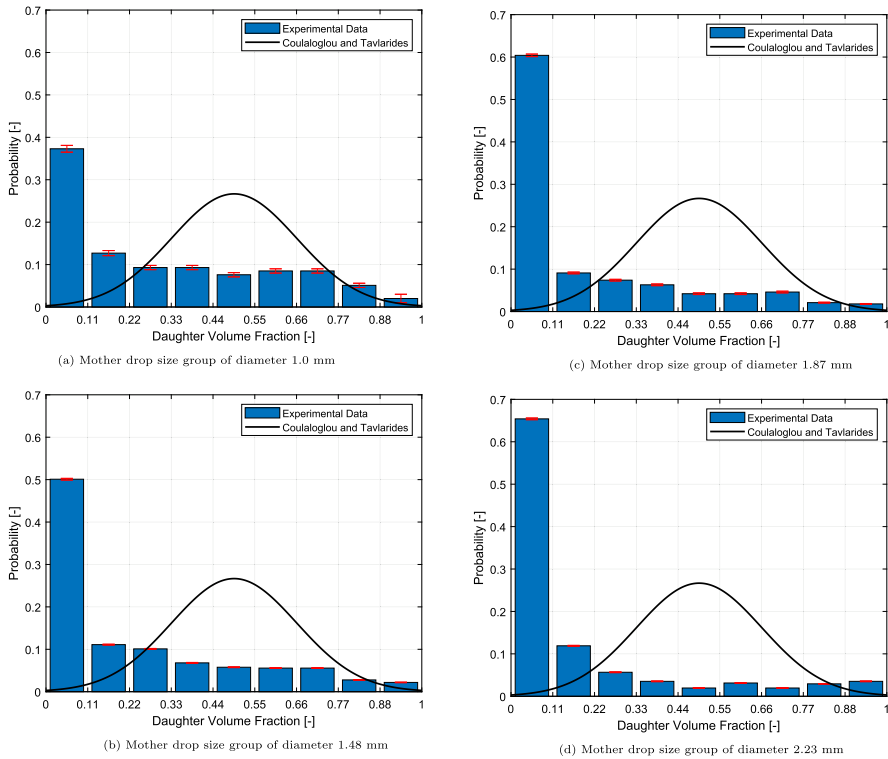 0.7
0.6
0.5
0.4
0.3
0.2
0.1
0
Probability [-]
Experimental Data
Coulaloglou and Tavlarides
0 0.11 0.22 0.33 0.44 0.55 0.66 0.77 0.88 1
Daughter Volume Fraction [-]
(a) Mother drop size group of diameter 1.0 mm
0.7
0.6
0.5
0.4
0.3
0.2
0.1
0
Probability [-]
Experimental Data
Coulaloglou and Tavlarides
0 0.11 0.22 0.33 0.44 0.55 0.66 0.77 0.88 1
Daughter Volume Fraction [-]
(c) Mother drop size group of diameter 1.87 mm
0.7
0.6
0.5
0.4
0.3
0.2
0.1
0
Probability [-]
Experimental Data
Coulaloglou and Tavlarides
0 0.11 0.22 0.33 0.44 0.55 0.66 0.77 0.88 1
Daughter Volume Fraction [-]
(b) Mother drop size group of diameter 1.48 mm
0.7
0.6
0.5
0.4
0.3
0.2
0.1
0
Probability [-]
Experimental Data
Coulaloglou and Tavlarides
0 0.11 0.22 0.33 0.44 0.55 0.66 0.77 0.88 1
Daughter Volume Fraction [-]
(d) Mother drop size group of diameter 2.23 mm